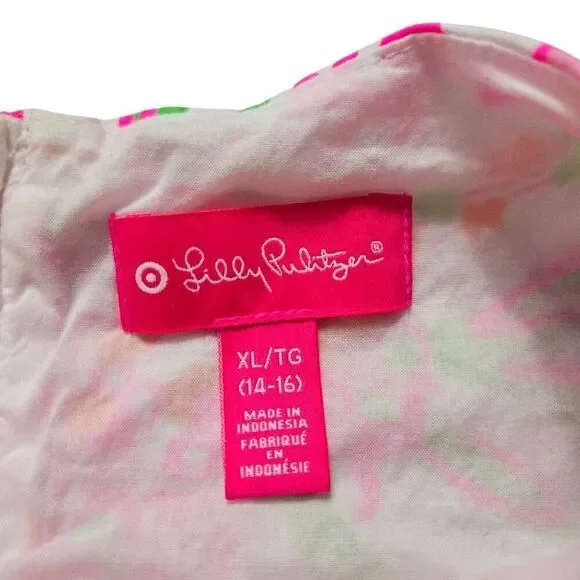 Lilly Pulitzer®
XL/TG
(14-16)
MADE IN
INDONESIA
FABRIQUÉ
EN
INDONÉSIE